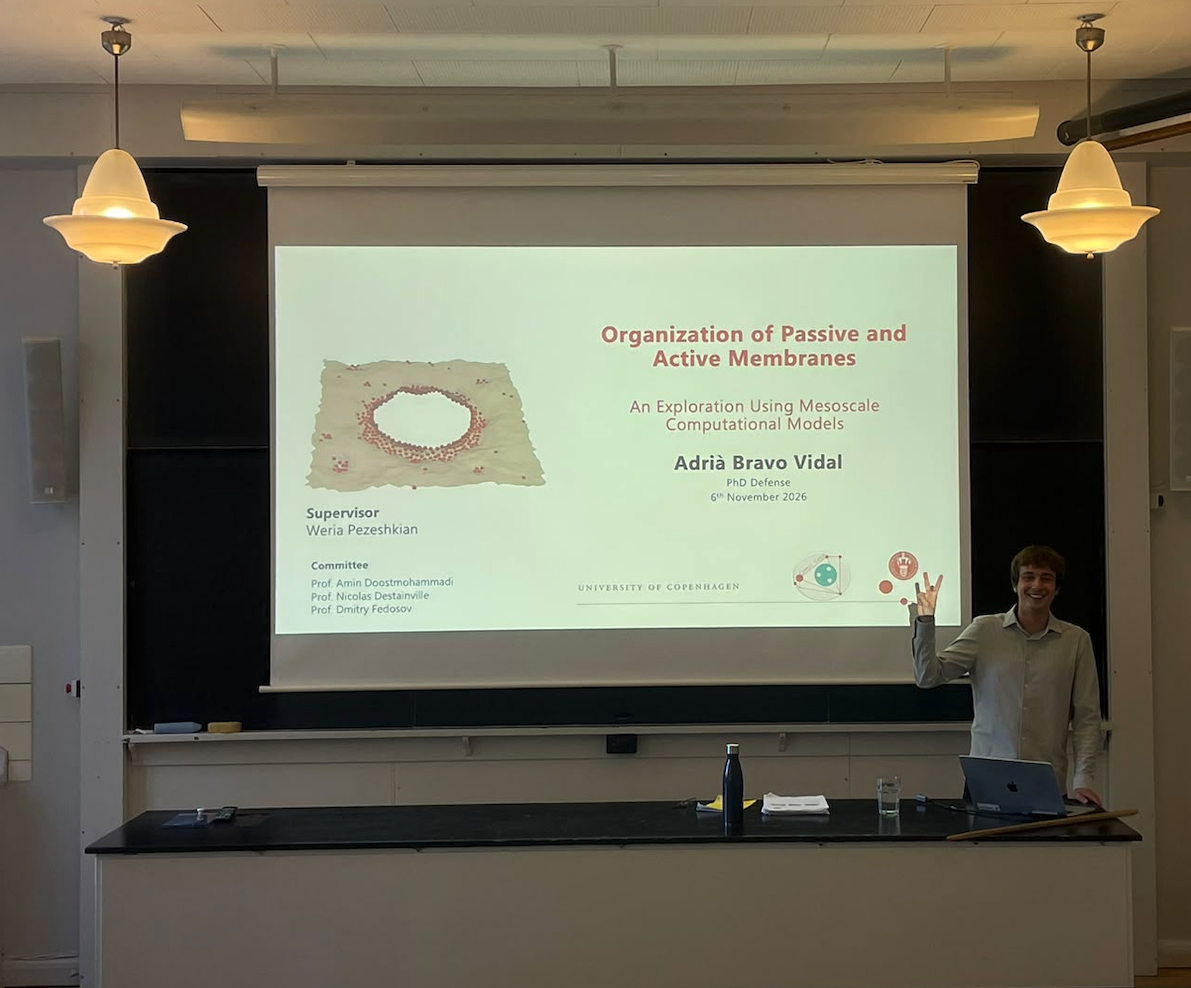 Organization of Passive and
Active Membranes
An Exploration Using Mesoscale
Computational Models
Adrià Bravo Vidal
PhD Defense
6th November 2026
Supervisor
Weria Pezeshkian
Committee
Prof. Amin Doostmohammadi
Prof. Nicolas Destainville
Prof. Dmitry Fedosov
UNIVERSITY OF COPENHAGEN